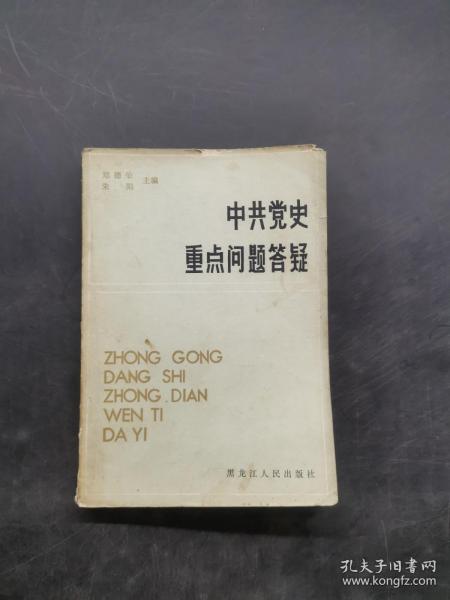 郑德荣
朱阳
主编
中共党史
重点问题答疑
ZHONG GONG
DANG SHI
ZHONG DIAN
WEN TI
DA YI
黑龙江人民出版社
孔夫子旧书网
www.kongfz.com